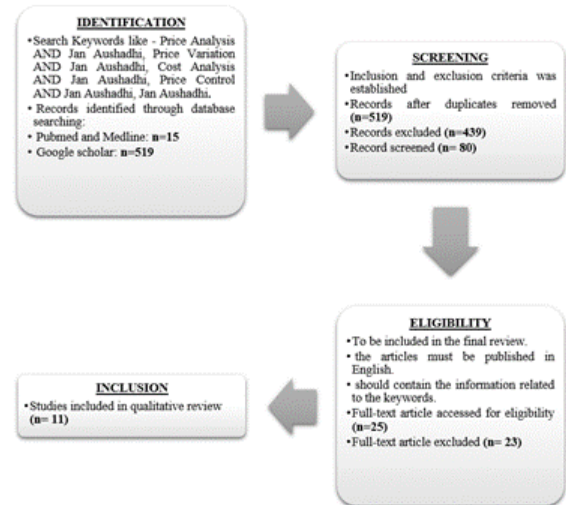 IDENTIFICATION
•Search Keywords like - Price Analysis
AND Jan Aushadhi, Price Variation
AND Jan Aushadhi, Cost Analysis
AND Jan Aushadhi, Price Control
AND Jan Aushadhi, Jan Aushadhi.
• Records identified through database
searching:
• Pubmed and Medline: n=15
• Google scholar: n=519
SCREENING
•Inclusion and exclusion criteria was
established
•Records after duplicates removed
(n=519)
•Records excluded (n=439)
•Record screened (n= 80)
ELIGIBILITY
•To be included in the final review.
• the articles must be published in
English.
• should contain the information related
to the keywords.
•Full-text article accessed for eligibility
(n=25)
•Full-text article excluded (n= 23)
INCLUSION
•Studies included in qualitative review
(n= 11)